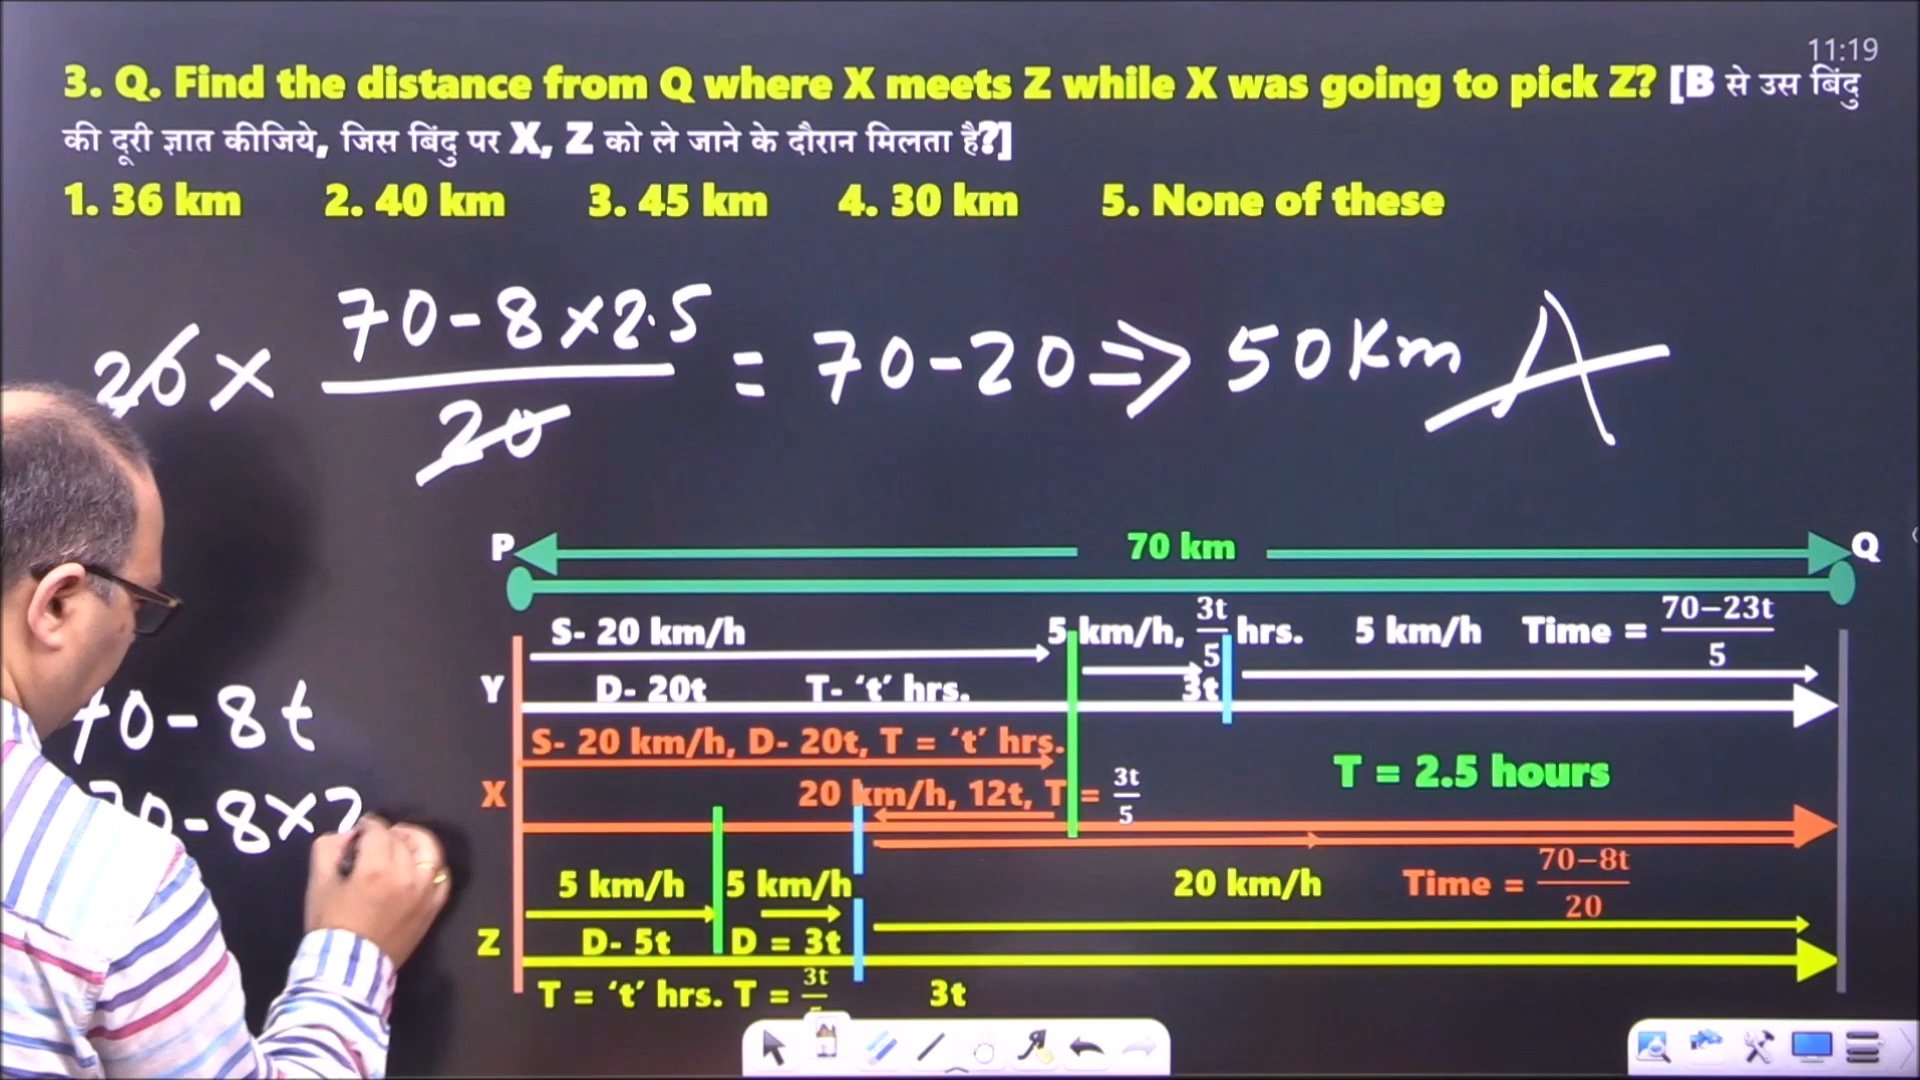 11:19
3. Q. Find the distance from Q where X meets Z while X was going to pick Z? [B से उस बिंदु
की दूरी ज्ञात कीजिये, जिस बिंदु पर X, Z को ले जाने के दौरान मिलता है?]
1. 36 km 2. 40 km 3. 45 km 4. 30 km 5. None of these
20 × (70-8×2.5)/20 = 70-20 ⇒ 50 Km A
P 70 km Q
S- 20 km/h 5 km/h, 3t/5 hrs. 5 km/h Time = 70−23t/5
Y D- 20t T- ‘t’ hrs. 3t
S- 20 km/h, D- 20t, T = ‘t’ hrs.
T = 2.5 hours
X 20 km/h, 12t, T = 3t/5
5 km/h 5 km/h 20 km/h Time = 70−8t/20
Z D- 5t D = 3t
T = ‘t’ hrs. T = 3t 3t
70-8t
70-8×2